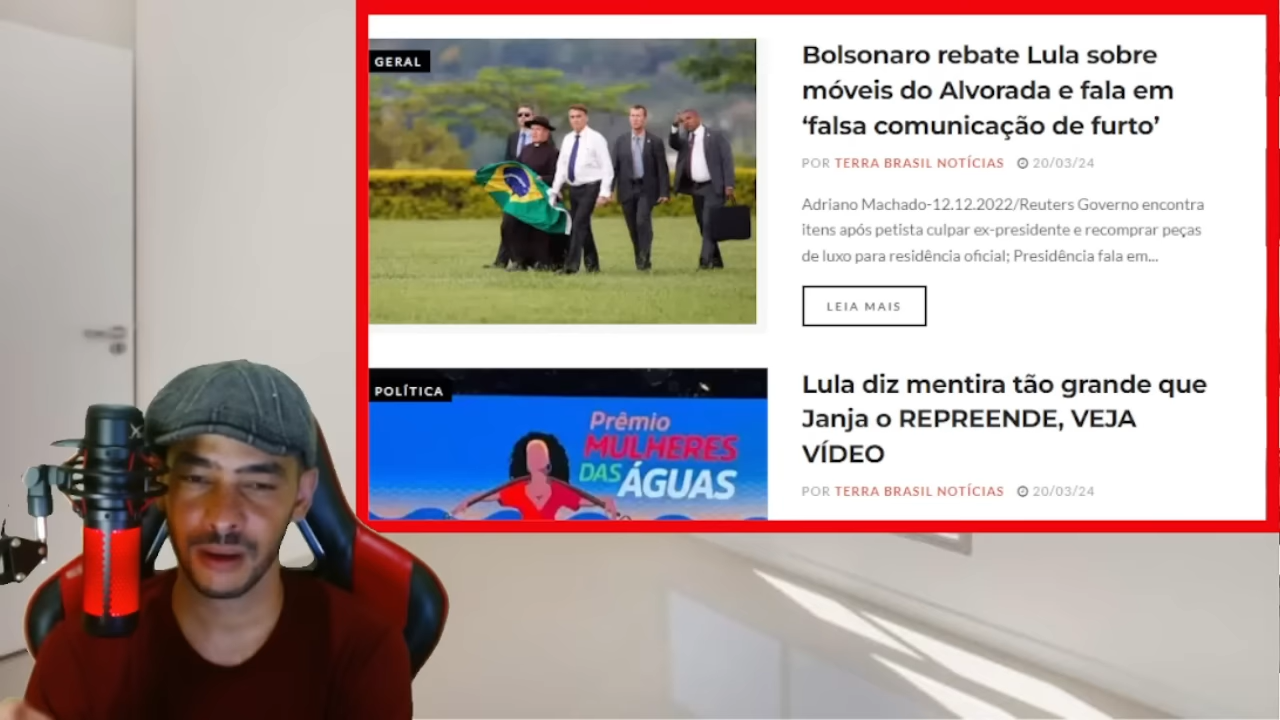 GERAL
Bolsonaro rebate Lula sobre
móveis do Alvorada e fala em
‘falsa comunicação de furto’
POR TERRA BRASIL NOTÍCIAS 20/03/24
Adriano Machado-12.12.2022/Reuters Governo encontra
itens após petista culpar ex-presidente e recomprar peças
de luxo para residência oficial; Presidência fala em...
LEIA MAIS
POLÍTICA
Prêmio
MULHERES
DAS ÁGUAS
Lula diz mentira tão grande que
Janja o REPREENDE, VEJA
VÍDEO
POR TERRA BRASIL NOTÍCIAS 20/03/24